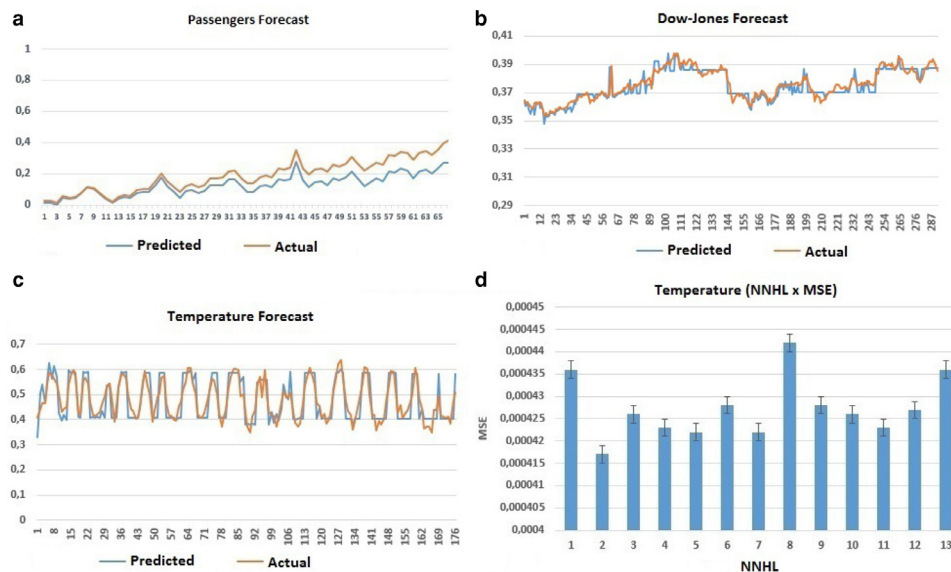 a
Passengers Forecast
1
0,8
0,6
0,4
0,2
0
1 3 5 7 9 11 13 15 17 19 21 23 25 27 29 31 33 35 37 39 41 43 45 47 49 51 53 55 57 59 61 63 65
Predicted Actual
b
Dow-Jones Forecast
0,41
0,39
0,37
0,35
0,33
0,31
0,29
1 12 23 34 45 56 67 78 89 100 111 122 133 144 155 166 177 188 199 210 221 232 243 254 265 276 287
Predicted Actual
c
Temperature Forecast
0,7
0,6
0,5
0,4
0,3
0,2
0,1
0
1 8 15 22 29 36 43 50 57 64 71 78 85 92 99 106 113 120 127 134 141 148 155 162 169 176
Predicted Actual
d
Temperature (NNHL x MSE)
0,00045
0,000445
0,00044
0,000435
0,00043
0,000425
0,00042
0,000415
0,00041
0,000405
0,0004
MSE
1 2 3 4 5 6 7 8 9 10 11 12 13
NNHL